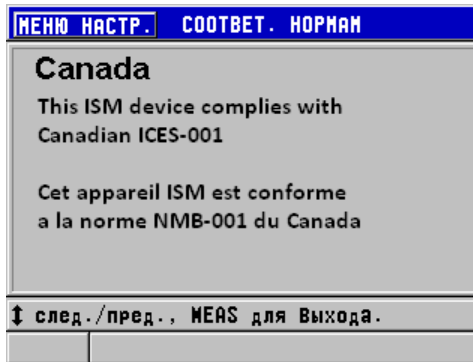 МЕНЮ НАСТР. СООТВЕТ. НОРМАМ
Canada
This ISM device complies with
Canadian ICES-001
Cet appareil ISM est conforme
a la norme NMB-001 du Canada
↕ след./пред., MEAS для Выхода.